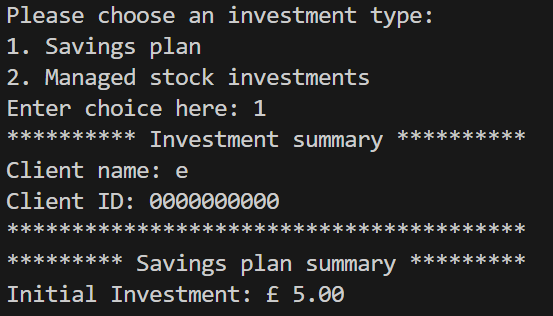 Please choose an investment type:
1. Savings plan
2. Managed stock investments
Enter choice here: 1
********** Investment summary **********
Client name: e
Client ID: 0000000000
****************************************
********* Savings plan summary *********
Initial Investment: £ 5.00